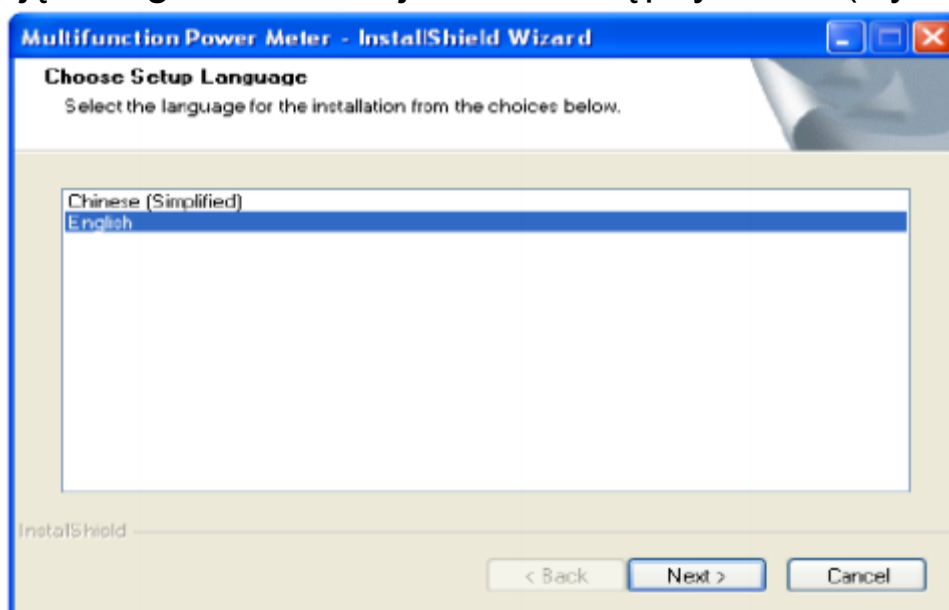 Multifunction Power Meter - InstallShield Wizard
Choose Setup Language
Select the language for the installation from the choices below.
Chinese (Simplified)
English
InstallShield
< Back Next > Cancel